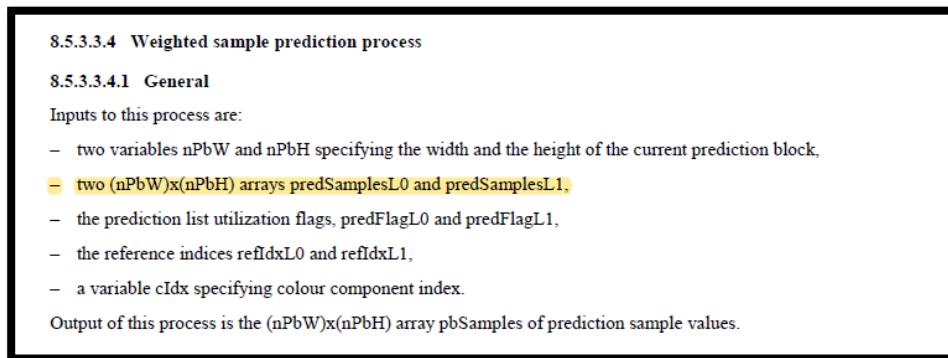 8.5.3.3.4 Weighted sample prediction process
8.5.3.3.4.1 General
Inputs to this process are:
– two variables nPbW and nPbH specifying the width and the height of the current prediction block,
– two (nPbW)x(nPbH) arrays predSamplesL0 and predSamplesL1,
– the prediction list utilization flags, predFlagL0 and predFlagL1,
– the reference indices refIdxL0 and refIdxL1,
– a variable cIdx specifying colour component index.
Output of this process is the (nPbW)x(nPbH) array pbSamples of prediction sample values.